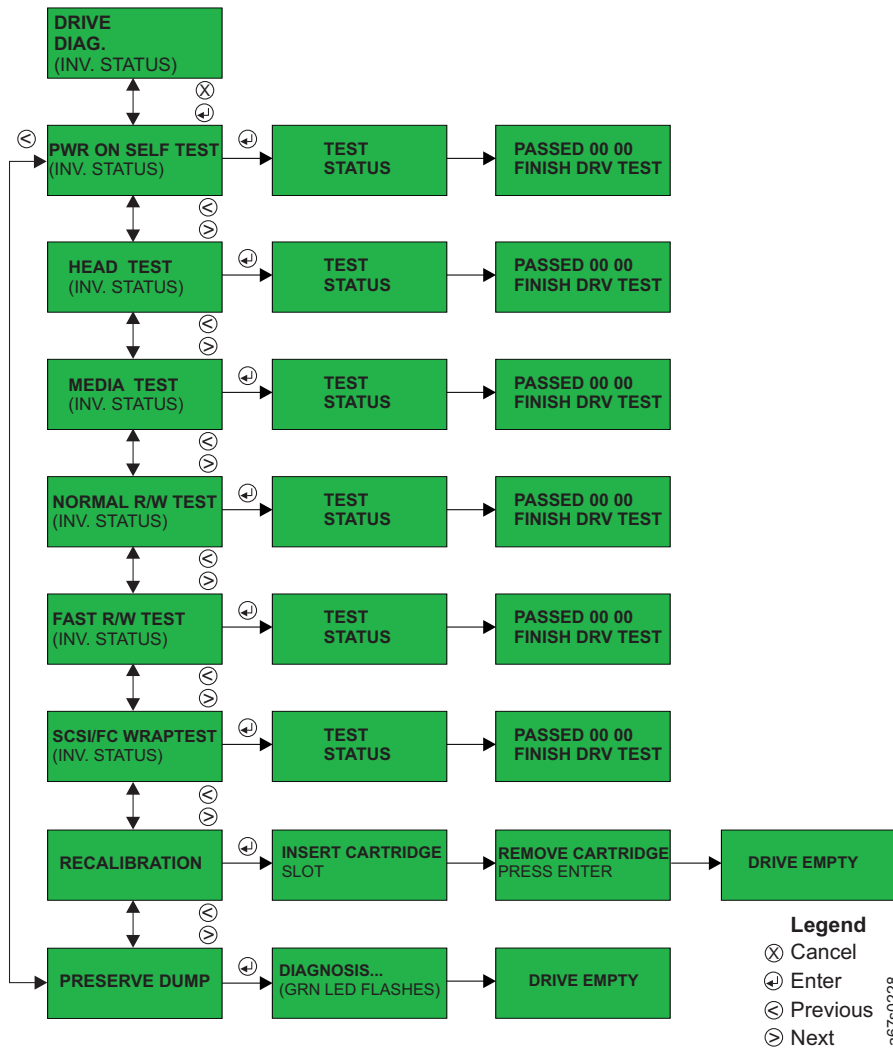 DRIVE
DIAG.
(INV. STATUS)
PWR ON SELF TEST
(INV. STATUS)
TEST
STATUS
PASSED 00 00
FINISH DRV TEST
HEAD TEST
(INV. STATUS)
TEST
STATUS
PASSED 00 00
FINISH DRV TEST
MEDIA TEST
(INV. STATUS)
TEST
STATUS
PASSED 00 00
FINISH DRV TEST
NORMAL R/W TEST
(INV. STATUS)
TEST
STATUS
PASSED 00 00
FINISH DRV TEST
FAST R/W TEST
(INV. STATUS)
TEST
STATUS
PASSED 00 00
FINISH DRV TEST
SCSI/FC WRAPTEST
(INV. STATUS)
TEST
STATUS
PASSED 00 00
FINISH DRV TEST
RECALIBRATION
INSERT CARTRIDGE
SLOT
REMOVE CARTRIDGE
PRESS ENTER
DRIVE EMPTY
PRESERVE DUMP
DIAGNOSIS...
(GRN LED FLASHES)
DRIVE EMPTY
Legend
Cancel
Enter
Previous
Next